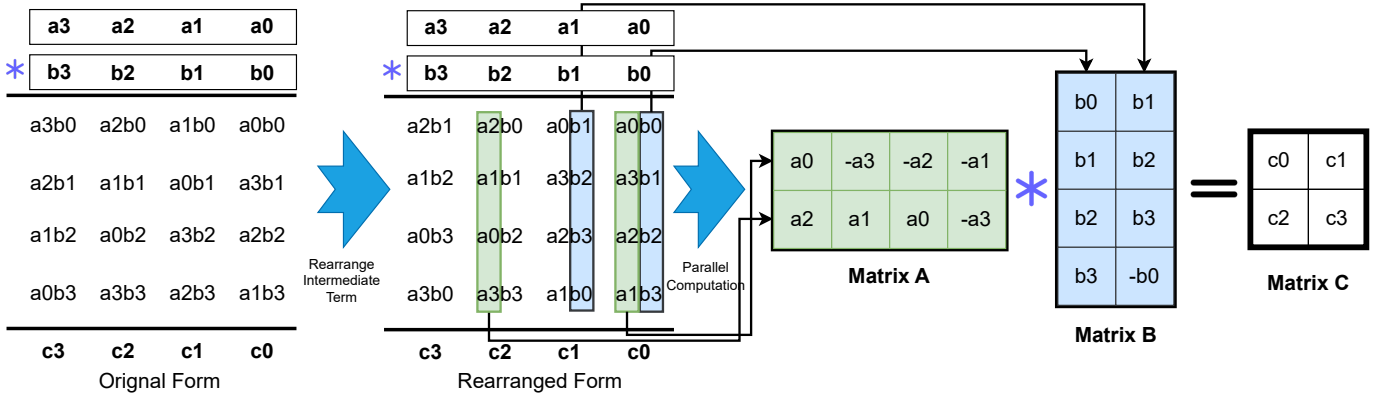 a3 a2 a1 a0
* b3 b2 b1 b0
a3b0 a2b0 a1b0 a0b0
a2b1 a1b1 a0b1 a3b1
a1b2 a0b2 a3b2 a2b2
a0b3 a3b3 a2b3 a1b3
c3 c2 c1 c0
Orignal Form
Rearrange
Intermediate
Term
a3 a2 a1 a0
* b3 b2 b1 b0
a2b1 a2b0 a0b1 a0b0
a1b2 a1b1 a3b2 a3b1
a0b3 a0b2 a2b3 a2b2
a3b0 a3b3 a1b0 a1b3
c3 c2 c1 c0
Rearranged Form
Parallel
Computation
a0 -a3 -a2 -a1
a2 a1 a0 -a3
Matrix A
*
b0 b1
b1 b2
b2 b3
b3 -b0
Matrix B
=
c0 c1
c2 c3
Matrix C